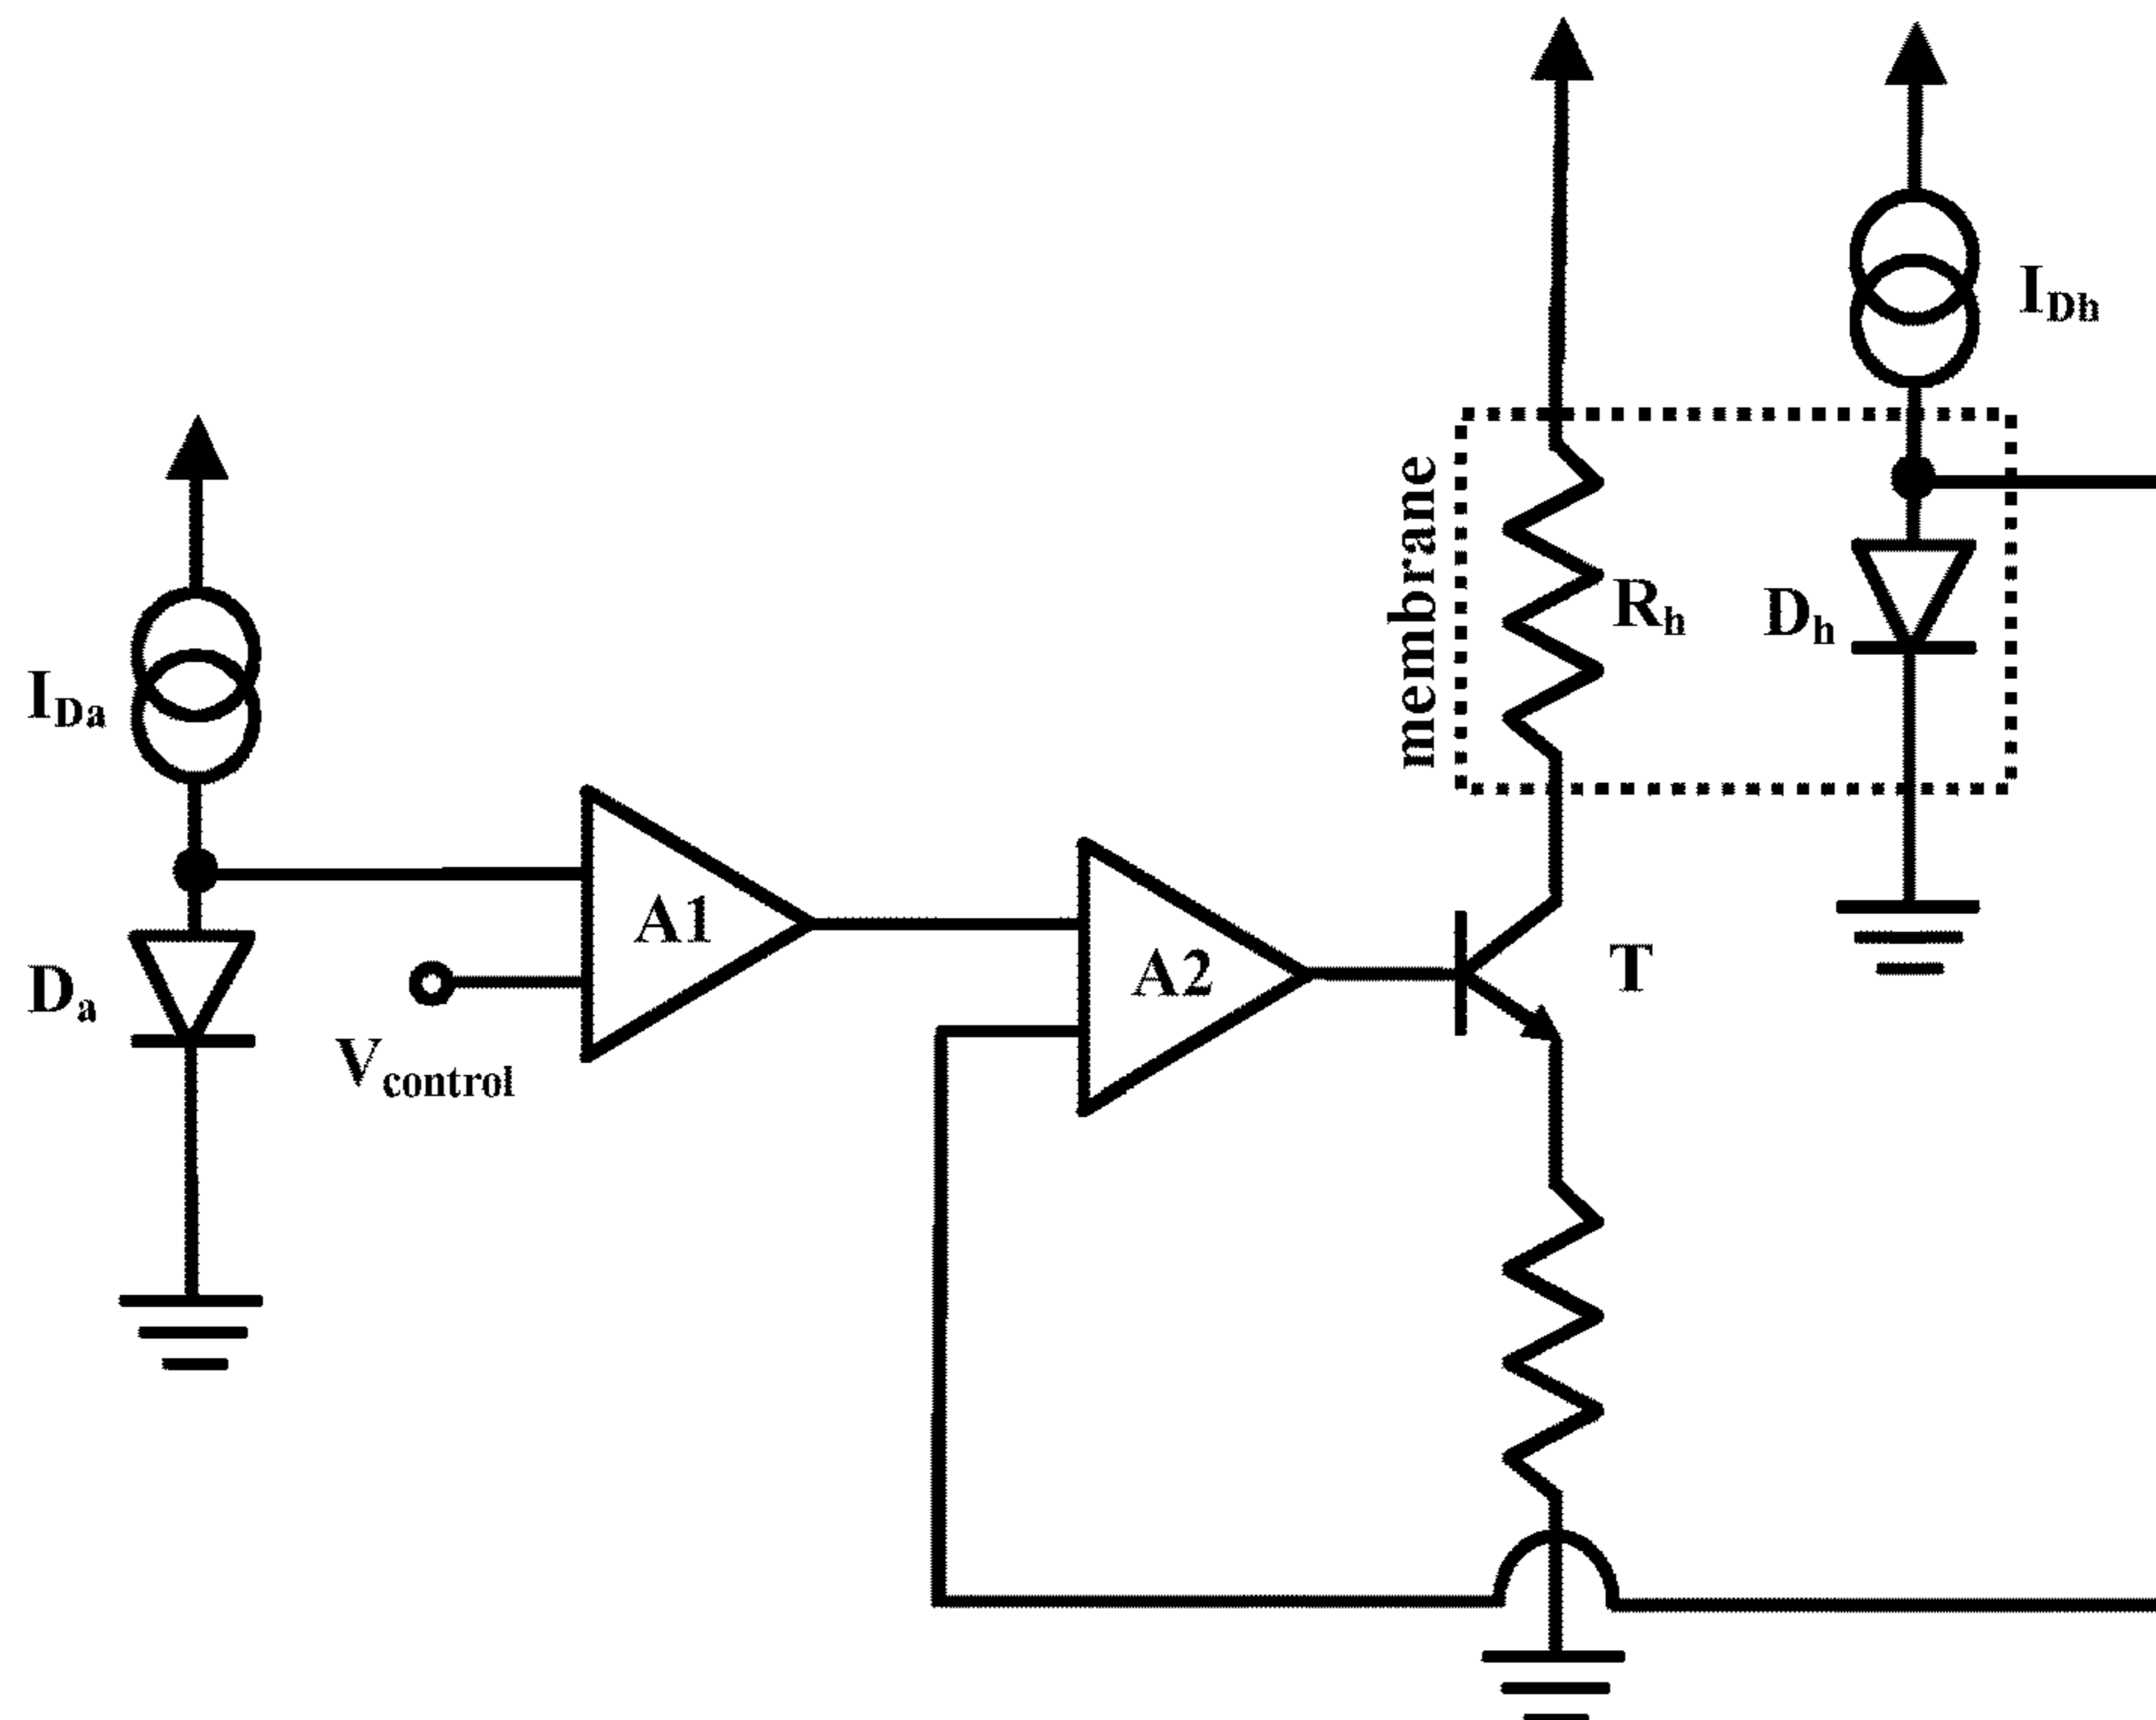 I_Dh
membrane
R_h
D_h
I_Da
A1
A2
T
D_a
V_control